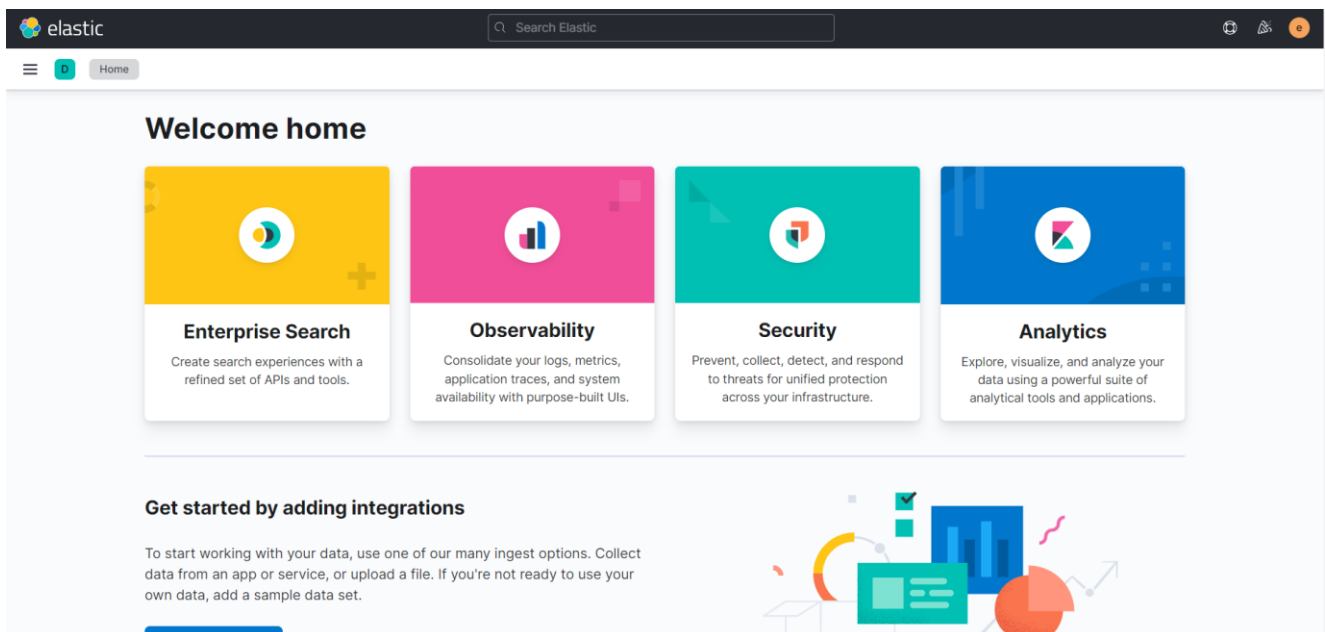 elastic
Search Elastic
e
D
Home
Welcome home
Enterprise Search
Create search experiences with a
refined set of APIs and tools.
Observability
Consolidate your logs, metrics,
application traces, and system
availability with purpose-built UIs.
Security
Prevent, collect, detect, and respond
to threats for unified protection
across your infrastructure.
Analytics
Explore, visualize, and analyze your
data using a powerful suite of
analytical tools and applications.
Get started by adding integrations
To start working with your data, use one of our many ingest options. Collect
data from an app or service, or upload a file. If you're not ready to use your
own data, add a sample data set.